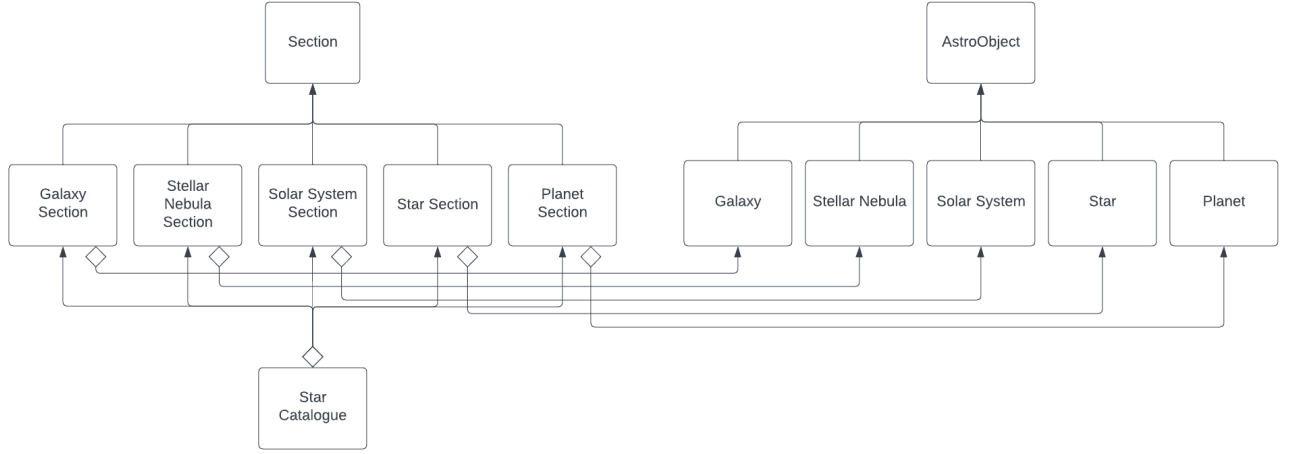 Section
AstroObject
Galaxy
Section
Stellar
Nebula
Section
Solar System
Section
Star Section
Planet
Section
Galaxy
Stellar Nebula
Solar System
Star
Planet
Star
Catalogue